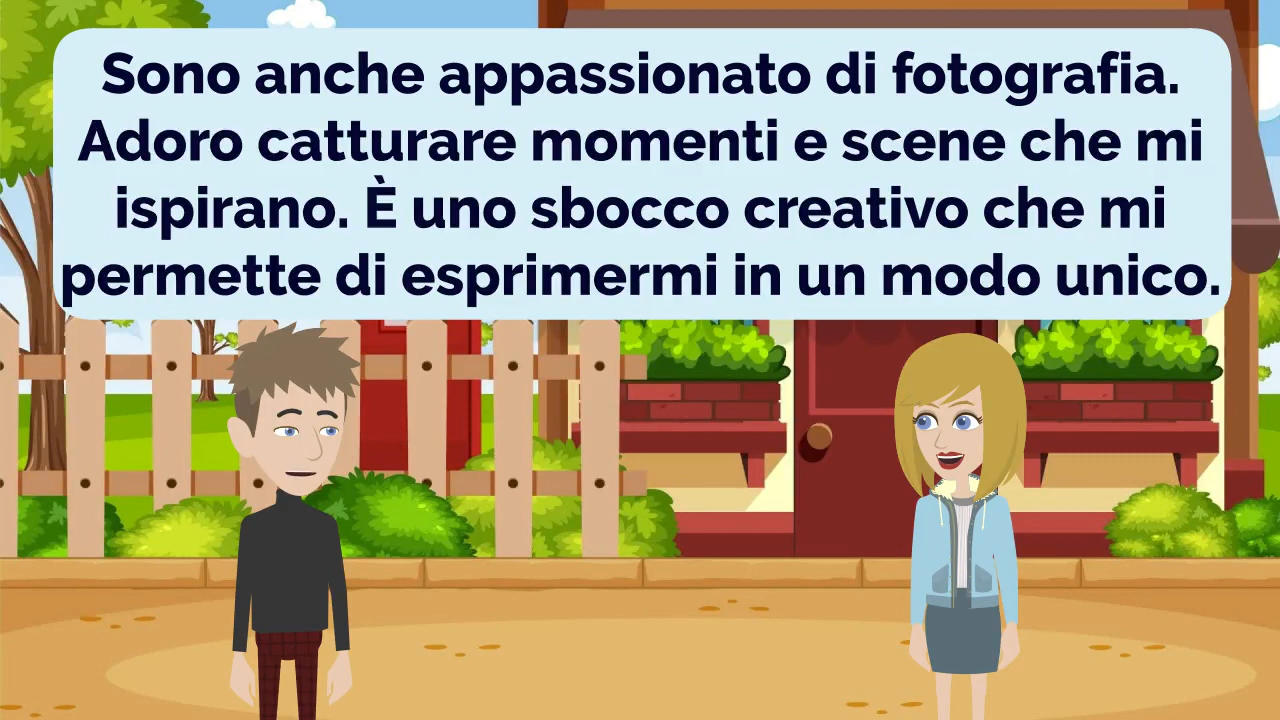 Sono anche appassionato di fotografia.
Adoro catturare momenti e scene che mi
ispirano. È uno sbocco creativo che mi
permette di esprimermi in un modo unico.